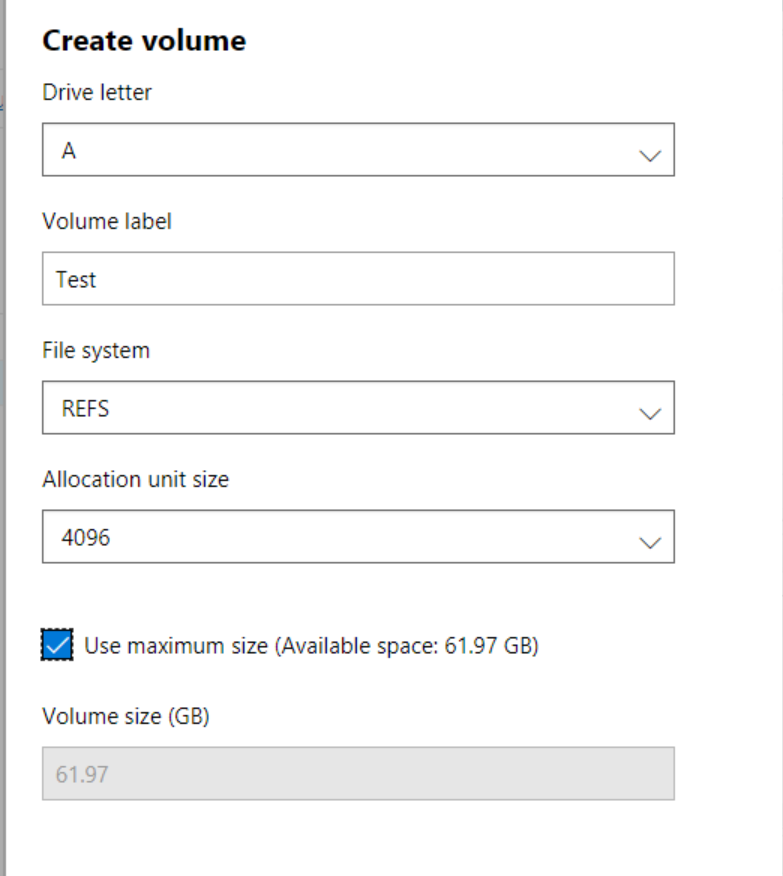 Create volume
Drive letter
A
Volume label
Test
File system
REFS
Allocation unit size
4096
Use maximum size (Available space: 61.97 GB)
Volume size (GB)
61.97